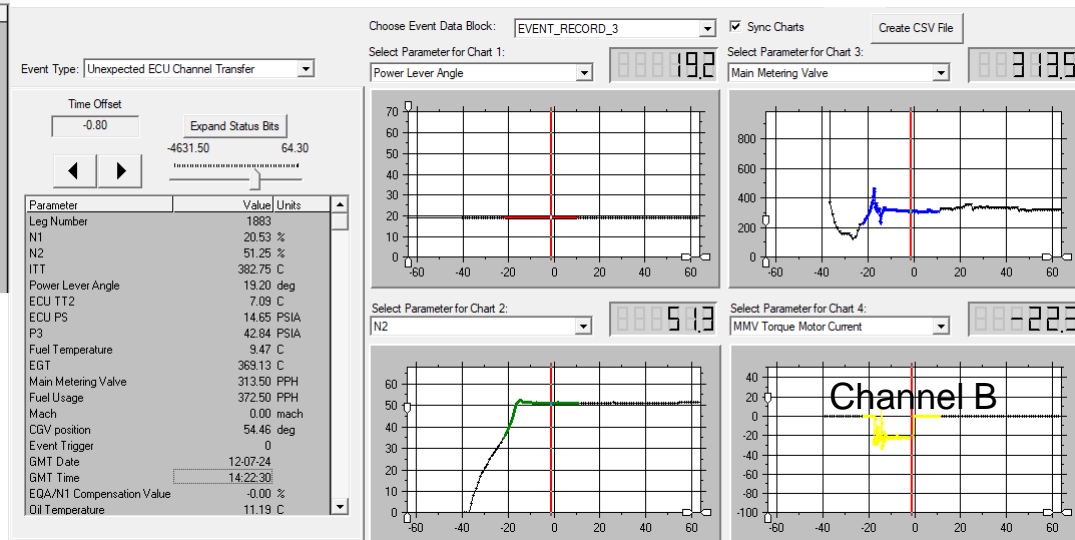 Choose Event Data Block: EVENT_RECORD_3 Sync Charts Create CSV File
Event Type: Unexpected ECU Channel Transfer
Time Offset
-0.80 Expand Status Bits
-4631.50 64.30
Parameter Value Units
Leg Number 1883
N1 20.53 %
N2 51.25 %
ITT 382.75 C
Power Lever Angle 19.20 deg
ECU TT2 7.09 C
ECU PS 14.65 PSIA
P3 42.84 PSIA
Fuel Temperature 9.47 C
EGT 369.13 C
Main Metering Valve 313.50 PPH
Fuel Usage 372.50 PPH
Mach 0.00 mach
CGV position 54.46 deg
Event Trigger 0
GMT Date 12-07-24
GMT Time 14:22:30
EQA/N1 Compensation Value -0.00 %
Oil Temperature 11.19 C
Select Parameter for Chart 1:
Power Lever Angle 19.2
70
60
50
40
30
20
10
0
-60 -40 -20 0 20 40 60
Select Parameter for Chart 3:
Main Metering Valve 313.5
800
600
400
200
0
-60 -40 -20 0 20 40 60
Select Parameter for Chart 2:
N2 51.3
60
50
40
30
20
10
0
-60 -40 -20 0 20 40 60
Select Parameter for Chart 4:
MMV Torque Motor Current -22.
Channel B
40
20
0
-20
-40
-60
-80
-100
-60 -40 -20 0 20 40 60